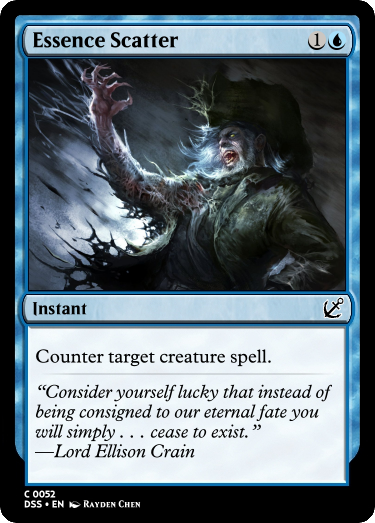 Essence Scatter 1
Instant
Counter target creature spell.
“Consider yourself lucky that instead of
being consigned to our eternal fate you
will simply . . . cease to exist.”
—Lord Ellison Crain
C 0052
DSS • EN Rayden Chen